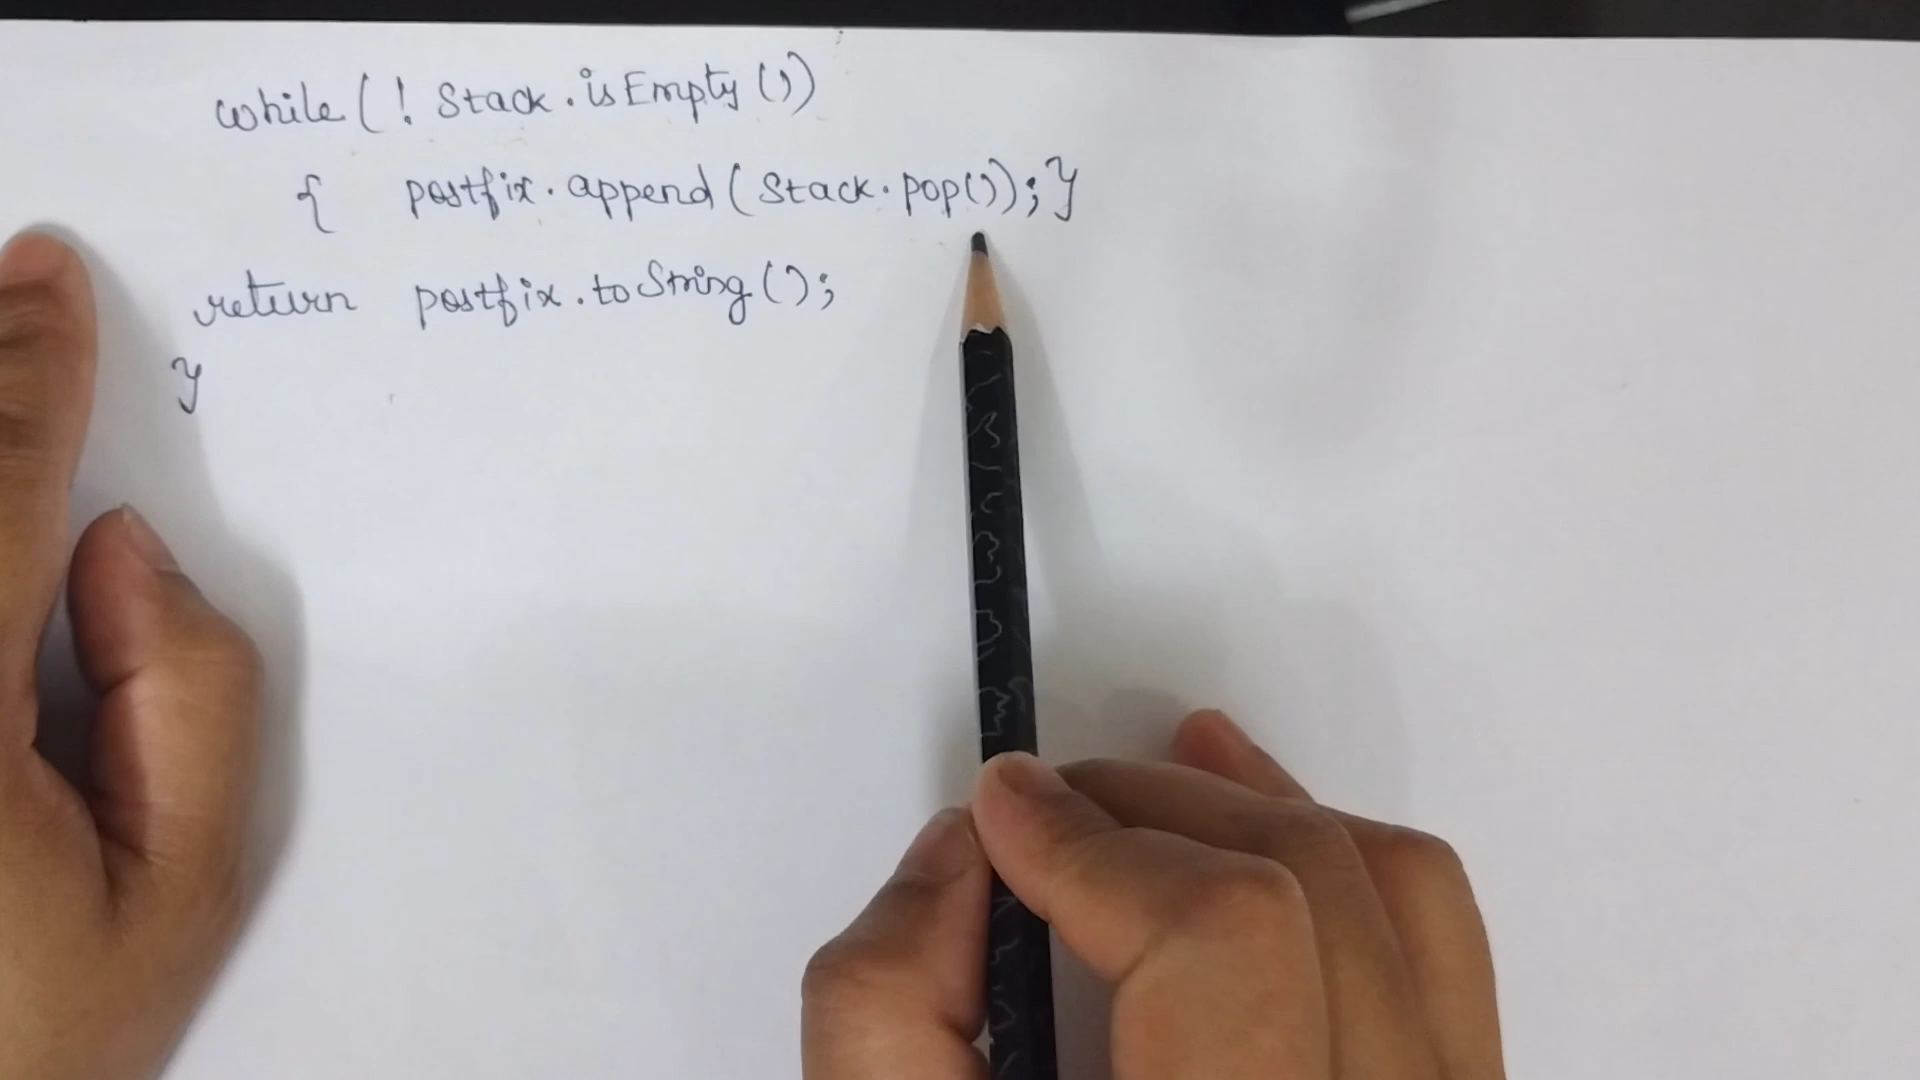 while (! Stack.isEmpty())
{ postfix.append(Stack.pop());}
return postfix.toString();
}